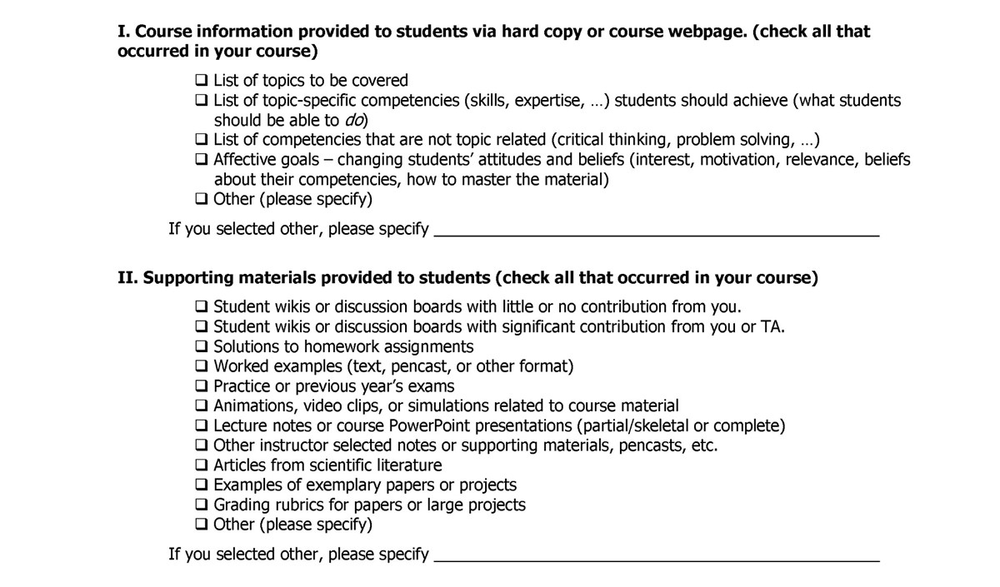 I. Course information provided to students via hard copy or course webpage. (check all that
occurred in your course)
❑ List of topics to be covered
❑ List of topic-specific competencies (skills, expertise, …) students should achieve (what students
should be able to do)
❑ List of competencies that are not topic related (critical thinking, problem solving, …)
❑ Affective goals – changing students’ attitudes and beliefs (interest, motivation, relevance, beliefs
about their competencies, how to master the material)
❑ Other (please specify)
If you selected other, please specify ______________________________________________
II. Supporting materials provided to students (check all that occurred in your course)
❑ Student wikis or discussion boards with little or no contribution from you.
❑ Student wikis or discussion boards with significant contribution from you or TA.
❑ Solutions to homework assignments
❑ Worked examples (text, pencast, or other format)
❑ Practice or previous year’s exams
❑ Animations, video clips, or simulations related to course material
❑ Lecture notes or course PowerPoint presentations (partial/skeletal or complete)
❑ Other instructor selected notes or supporting materials, pencasts, etc.
❑ Articles from scientific literature
❑ Examples of exemplary papers or projects
❑ Grading rubrics for papers or large projects
❑ Other (please specify)
If you selected other, please specify ______________________________________________